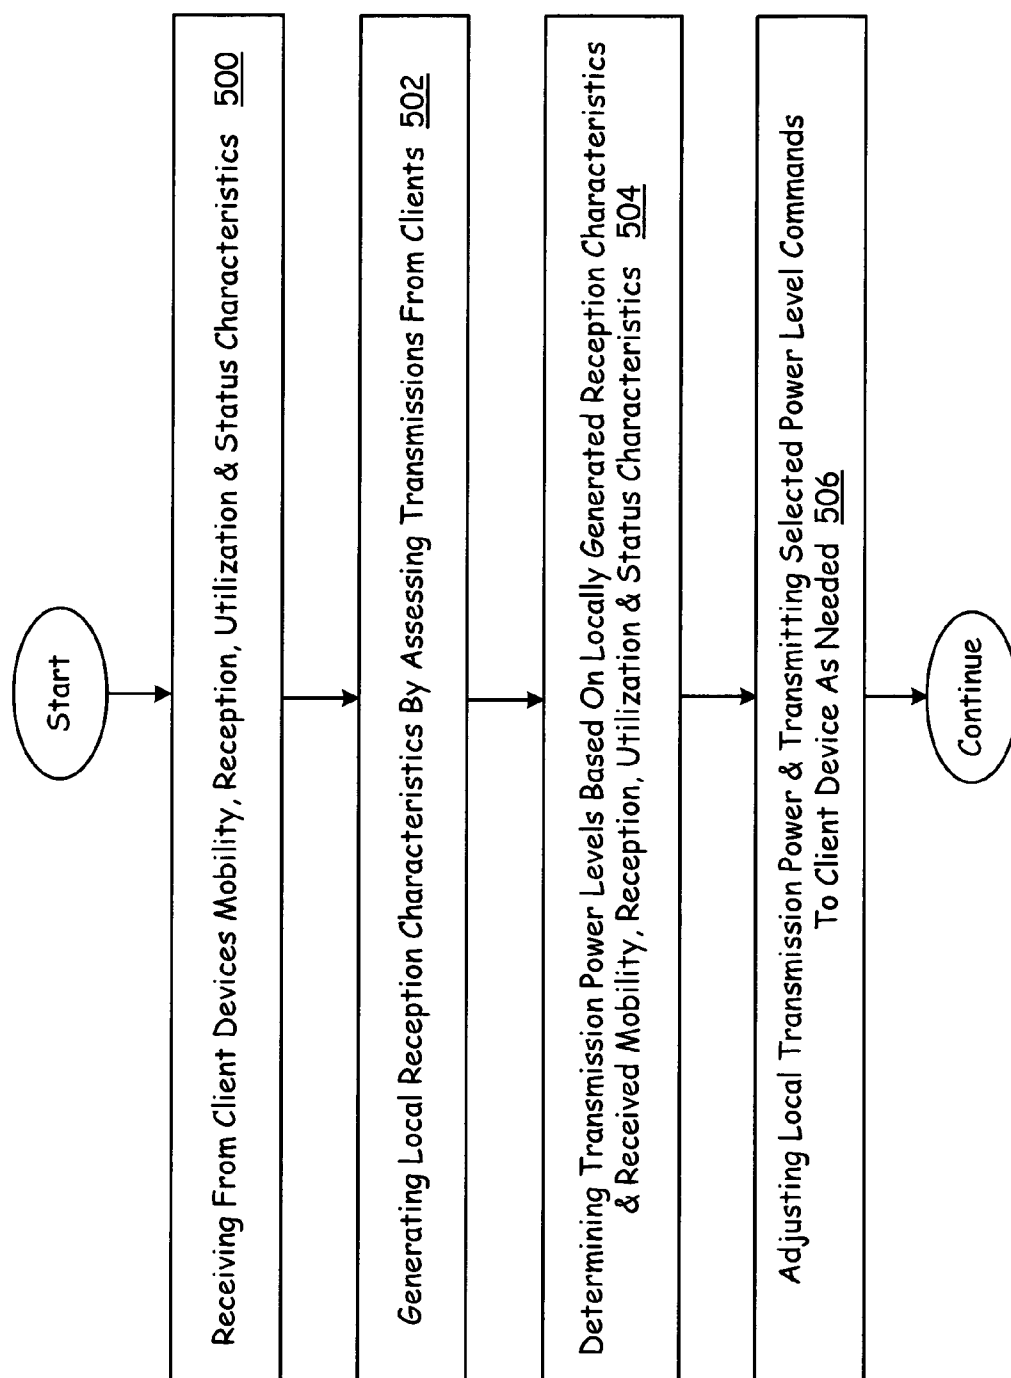 Start
Receiving From Client Devices Mobility, Reception, Utilization & Status Characteristics 500
Generating Local Reception Characteristics By Assessing Transmissions From Clients 502
Determining Transmission Power Levels Based On Locally Generated Reception Characteristics
& Received Mobility, Reception, Utilization & Status Characteristics 504
Adjusting Local Transmission Power & Transmitting Selected Power Level Commands
To Client Device As Needed 506
Continue